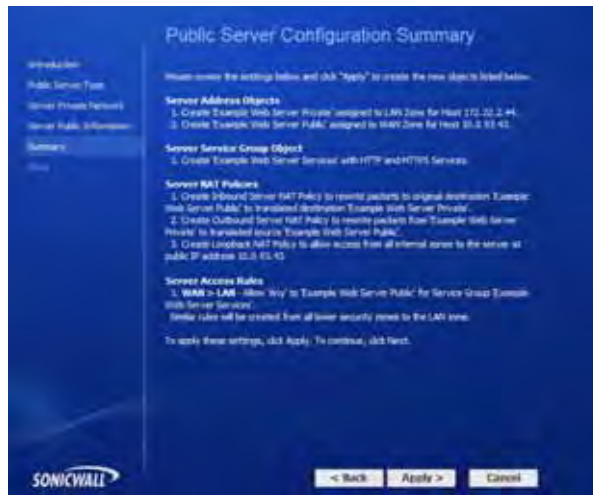 Public Server Configuration Summary
Introduction
Public Server Type
Server Private Network
Server Public Information
Summary
Please review the settings below and click "Apply" to create the new objects listed below.
Server Address Objects
1. Create 'Example Web Server Private' assigned to LAN Zone for Host 172.22.2.44.
2. Create 'Example Web Server Public' assigned to WAN Zone for Host 10.0.93.43.
Server Service Group Object
1. Create 'Example Web Server Services' with HTTP and HTTPS Services.
Server NAT Policies
1. Create Inbound Server NAT Policy to rewrite packets to original destination 'Example
Web Server Public' to translated destination 'Example Web Server Private'.
2. Create Outbound Server NAT Policy to rewrite packets from 'Example Web Server
Private' to translated source 'Example Web Server Public'.
3. Create Loopback NAT Policy to allow access from all internal zones to the server at
public IP address 10.0.93.43
Server Access Rules
1. WAN > LAN - Allow 'Any' to 'Example Web Server Public' for Service Group 'Example
Web Server Services'.
Similar rules will be created from all lower security zones to the LAN zone.
To apply these settings, click Apply. To continue, click Next.
SONICWALL
< Back
Apply >
Cancel